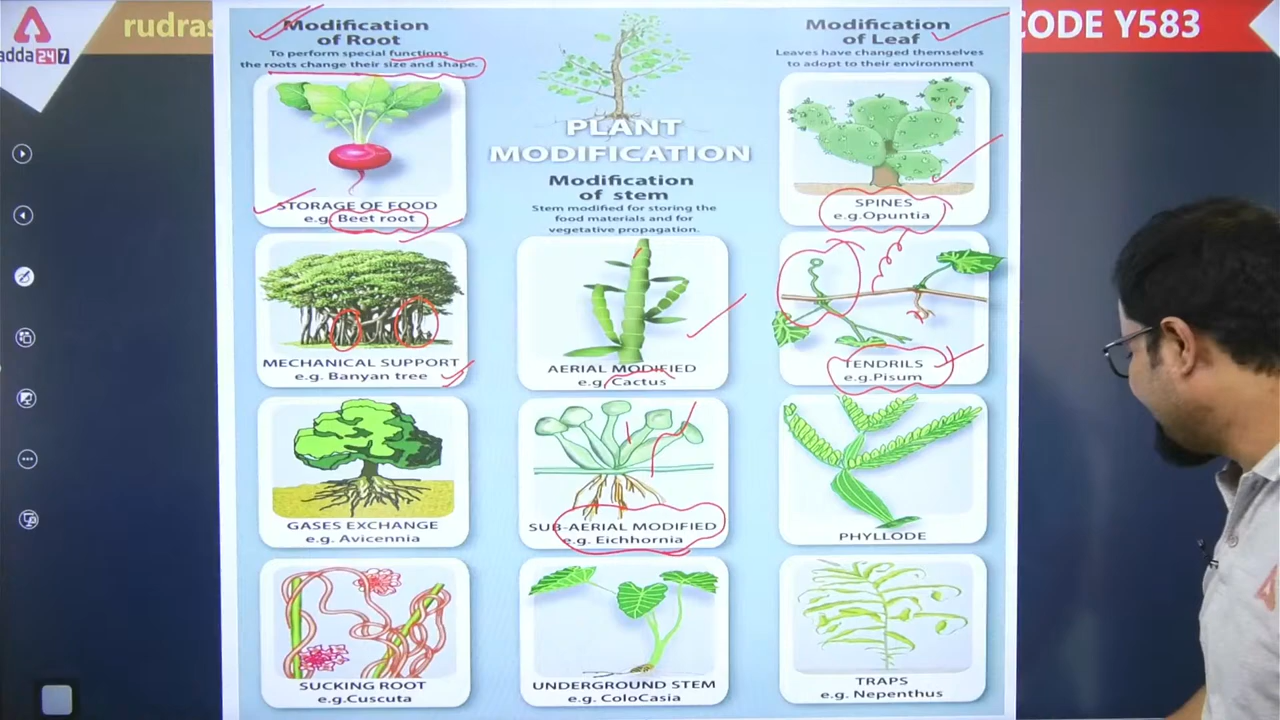 adda247
rudras
CODE Y583
Modification
of Root
To perform special functions
the roots change their size and shape.
STORAGE OF FOOD
e.g. Beet root
MECHANICAL SUPPORT
e.g. Banyan tree
GASES EXCHANGE
e.g. Avicennia
SUCKING ROOT
e.g.Cuscuta
PLANT
MODIFICATION
Modification
of stem
Stem modified for storing the
food materials and for
vegetative propagation.
AERIAL MODIFIED
e.g. Cactus
SUB-AERIAL MODIFIED
e.g. Eichhornia
UNDERGROUND STEM
e.g. ColoCasia
Modification
of Leaf
Leaves have changed themselves
to adopt to their environment
SPINES
e.g.Opuntia
TENDRILS
e.g.Pisum
PHYLLODE
TRAPS
e.g. Nepenthus